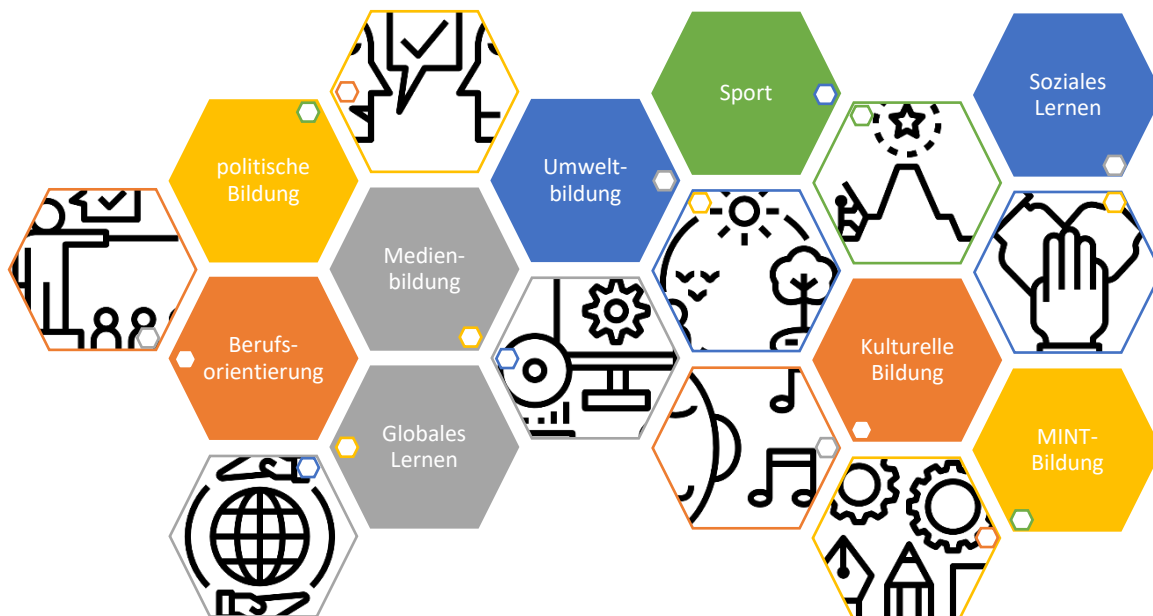 politische
Bildung
Berufs-
orientierung
Medien-
bildung
Globales
Lernen
Umwelt-
bildung
Sport
Kulturelle
Bildung
Soziales
Lernen
MINT-
Bildung